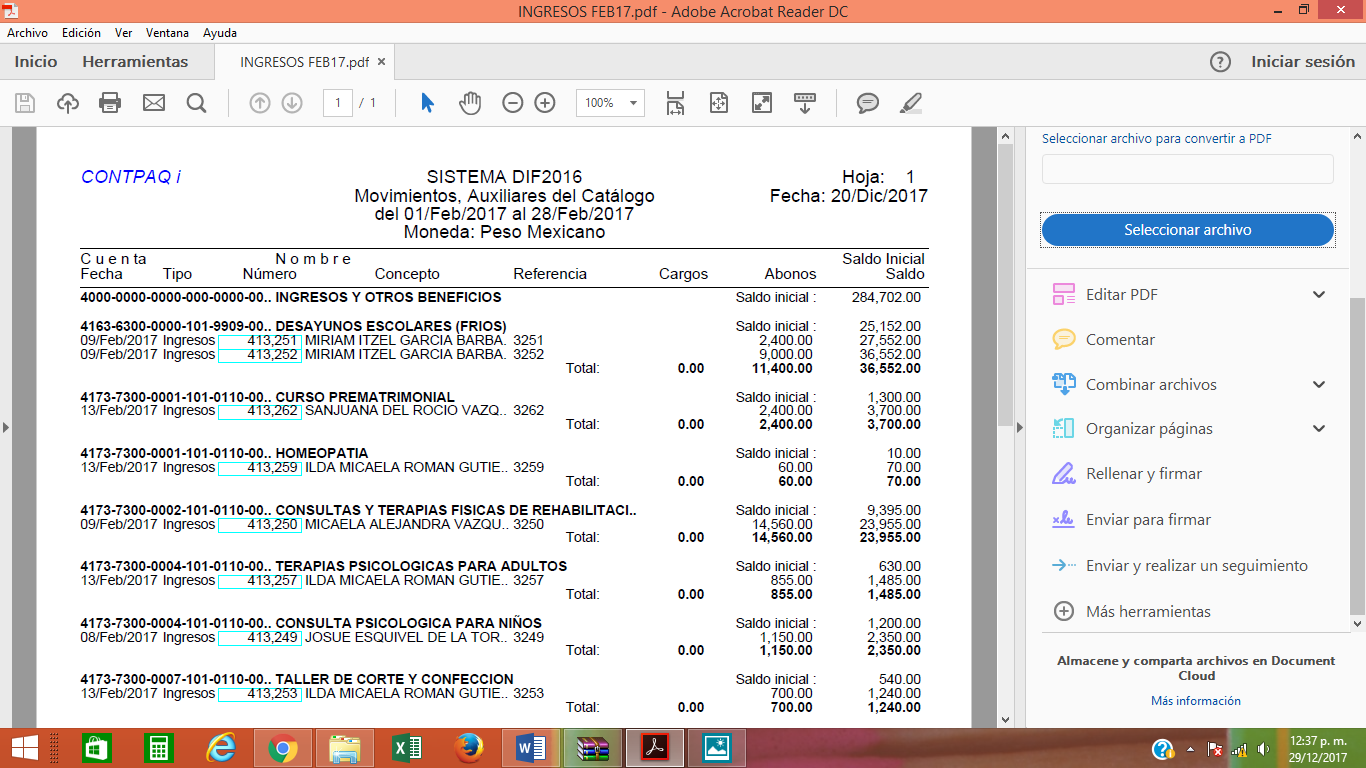 INGRESOS FEB17.pdf - Adobe Acrobat Reader DC
Archivo Edición Ver Ventana Ayuda
Inicio Herramientas INGRESOS FEB17.pdf × ? Iniciar sesión
1 / 1 100%
CONTPAQ i SISTEMA DIF2016 Hoja: 1
Movimientos, Auxiliares del Catálogo Fecha: 20/Dic/2017
del 01/Feb/2017 al 28/Feb/2017
Moneda: Peso Mexicano
C u e n t a N o m b r e Saldo Inicial
Fecha Tipo Número Concepto Referencia Cargos Abonos Saldo
4000-0000-0000-000-0000-00.. INGRESOS Y OTROS BENEFICIOS Saldo inicial : 284,702.00
4163-6300-0000-101-9909-00.. DESAYUNOS ESCOLARES (FRIOS) Saldo inicial : 25,152.00
09/Feb/2017 Ingresos 413,251 MIRIAM ITZEL GARCIA BARBA. 3251 2,400.00 27,552.00
09/Feb/2017 Ingresos 413,252 MIRIAM ITZEL GARCIA BARBA. 3252 9,000.00 36,552.00
Total: 0.00 11,400.00 36,552.00
4173-7300-0001-101-0110-00.. CURSO PREMATRIMONIAL Saldo inicial : 1,300.00
13/Feb/2017 Ingresos 413,262 SANJUANA DEL ROCIO VAZQ.. 3262 2,400.00 3,700.00
Total: 0.00 2,400.00 3,700.00
4173-7300-0001-101-0110-00.. HOMEOPATIA Saldo inicial : 10.00
13/Feb/2017 Ingresos 413,259 ILDA MICAELA ROMAN GUTIE.. 3259 60.00 70.00
Total: 0.00 60.00 70.00
4173-7300-0002-101-0110-00.. CONSULTAS Y TERAPIAS FISICAS DE REHABILITACI.. Saldo inicial : 9,395.00
09/Feb/2017 Ingresos 413,250 MICAELA ALEJANDRA VAZQU.. 3250 14,560.00 23,955.00
Total: 0.00 14,560.00 23,955.00
4173-7300-0004-101-0110-00.. TERAPIAS PSICOLOGICAS PARA ADULTOS Saldo inicial : 630.00
13/Feb/2017 Ingresos 413,257 ILDA MICAELA ROMAN GUTIE.. 3257 855.00 1,485.00
Total: 0.00 855.00 1,485.00
4173-7300-0004-101-0110-00.. CONSULTA PSICOLOGICA PARA NIÑOS Saldo inicial : 1,200.00
08/Feb/2017 Ingresos 413,249 JOSUE ESQUIVEL DE LA TOR.. 3249 1,150.00 2,350.00
Total: 0.00 1,150.00 2,350.00
4173-7300-0007-101-0110-00.. TALLER DE CORTE Y CONFECCION Saldo inicial : 540.00
13/Feb/2017 Ingresos 413,253 ILDA MICAELA ROMAN GUTIE.. 3253 700.00 1,240.00
Total: 0.00 700.00 1,240.00
Seleccionar archivo para convertir a PDF
Seleccionar archivo
Editar PDF
Comentar
Combinar archivos
Organizar páginas
Rellenar y firmar
Enviar para firmar
Enviar y realizar un seguimiento
Más herramientas
Almacene y comparta archivos en Document
Cloud
Más información
12:37 p. m.
29/12/2017